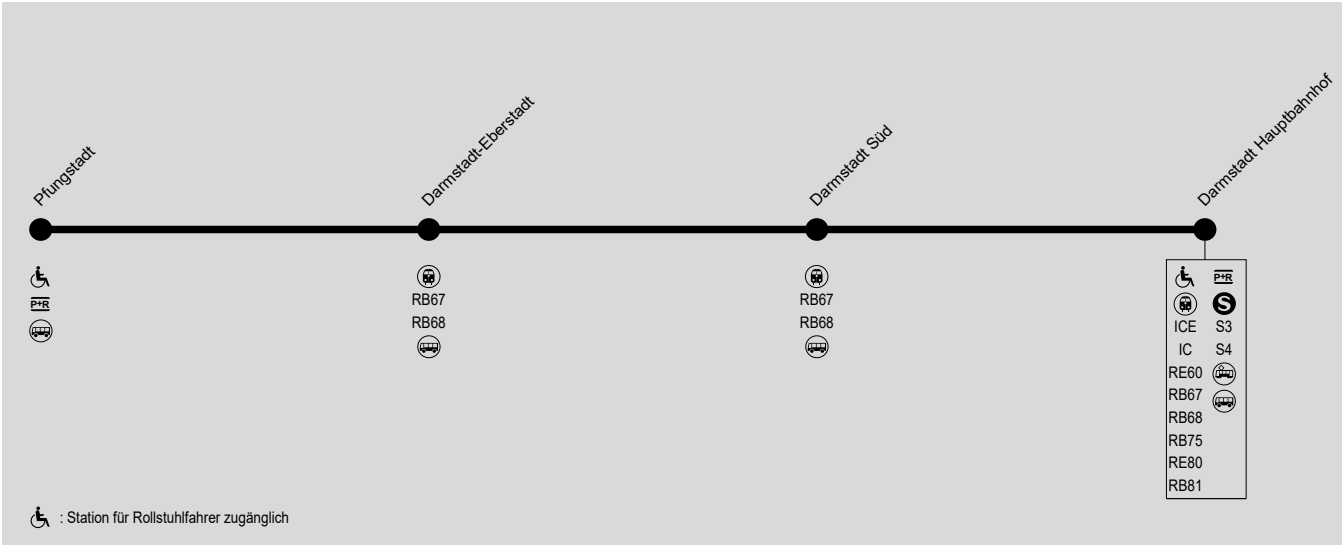 Pfungstadt
Darmstadt-Eberstadt
Darmstadt Süd
Darmstadt Hauptbahnhof
P+R
RB67
RB68
RB67
RB68
P+R
S
ICE S3
IC S4
RE60
RB67
RB68
RB75
RE80
RB81
: Station für Rollstuhlfahrer zugänglich